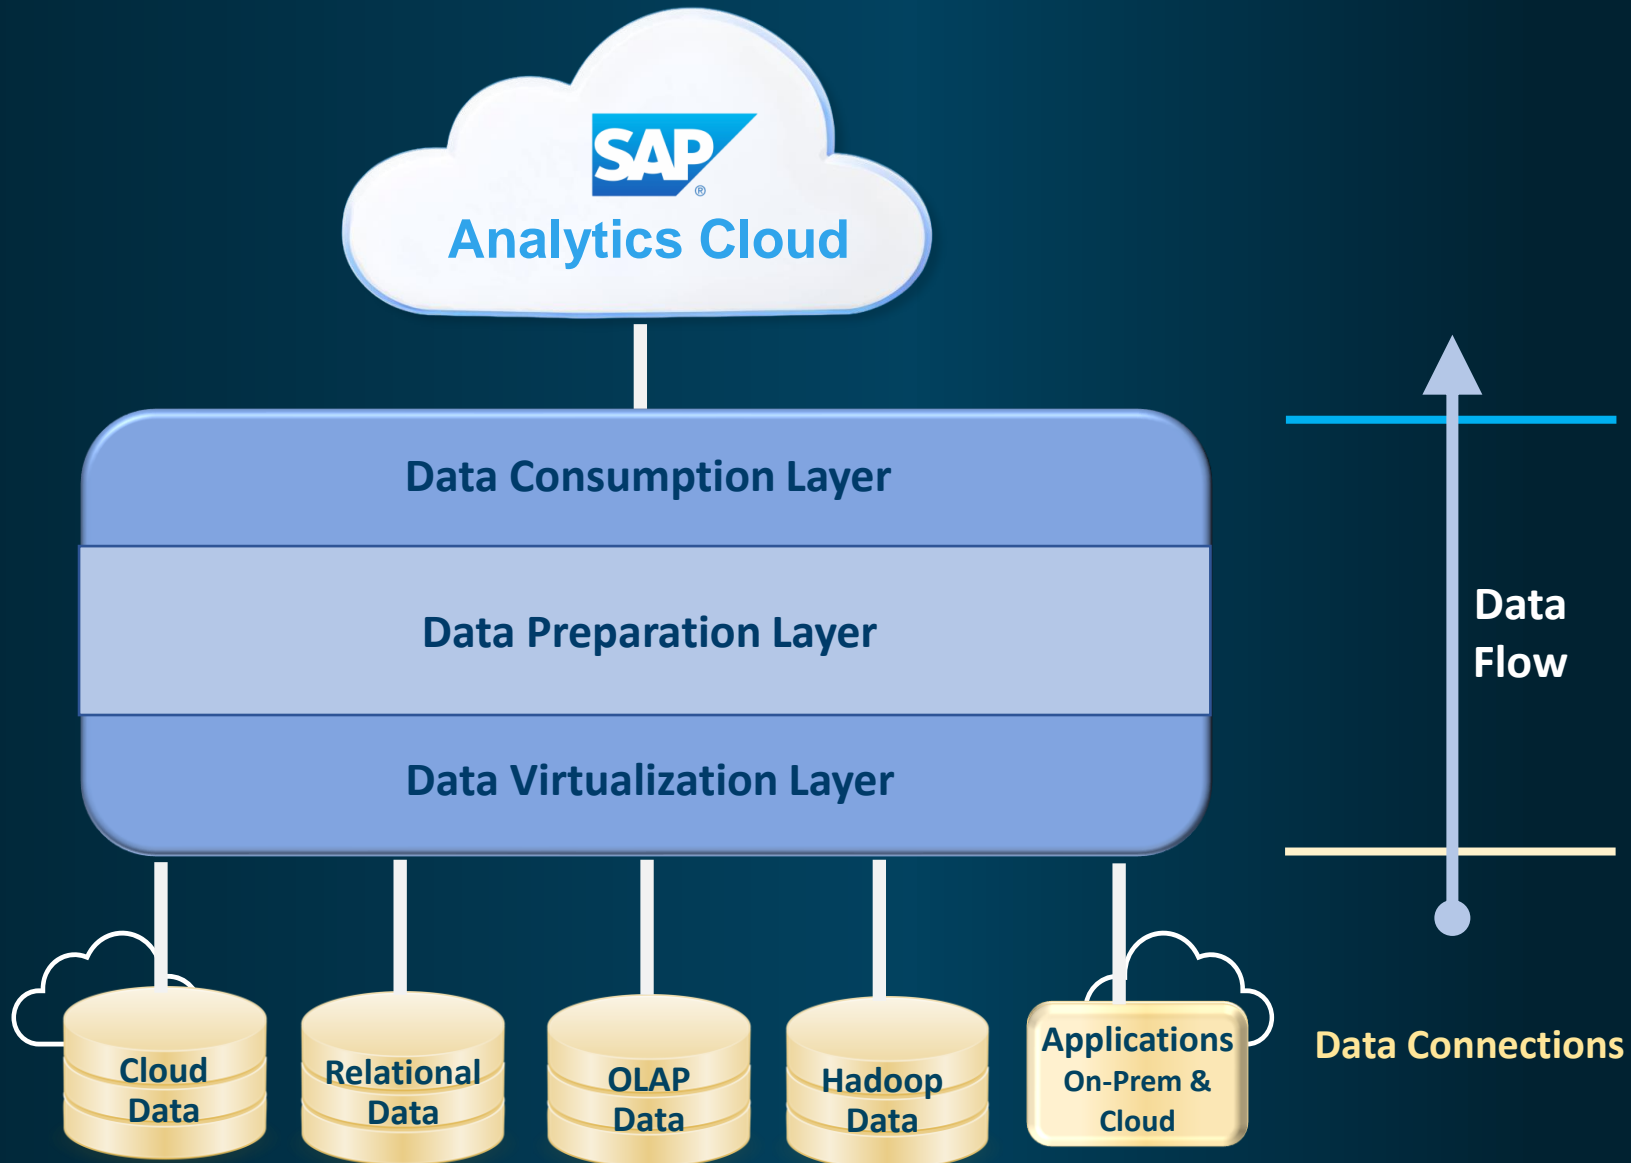 SAP
®
Analytics Cloud
Data Consumption Layer
Data Preparation Layer
Data Virtualization Layer
Data
Flow
Cloud
Data
Relational
Data
OLAP
Data
Hadoop
Data
Applications
On-Prem &
Cloud
Data Connections